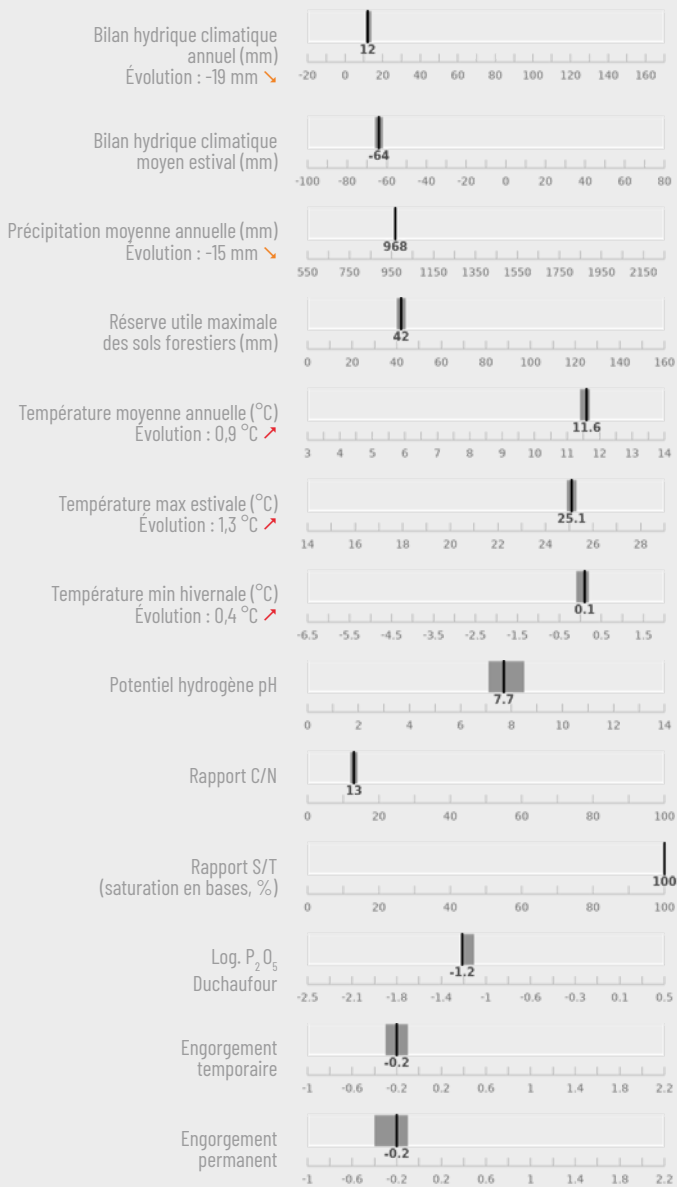 Bilan hydrique climatique
annuel (mm)
Évolution : -19 mm ↘
12
-20 0 20 40 60 80 100 120 140 160
Bilan hydrique climatique
moyen estival (mm)
-64
-100 -80 -60 -40 -20 0 20 40 60 80
Précipitation moyenne annuelle (mm)
Évolution : -15 mm ↘
968
550 750 950 1150 1350 1550 1750 1950 2150
Réserve utile maximale
des sols forestiers (mm)
42
0 20 40 60 80 100 120 140 160
Température moyenne annuelle (°C)
Évolution : 0,9 °C ↗
11.6
3 4 5 6 7 8 9 10 11 12 13 14
Température max estivale (°C)
Évolution : 1,3 °C ↗
25.1
14 16 18 20 22 24 26 28
Température min hivernale (°C)
Évolution : 0,4 °C ↗
0.1
-6.5 -5.5 -4.5 -3.5 -2.5 -1.5 -0.5 0.5 1.5
Potentiel hydrogène pH
7.7
0 2 4 6 8 10 12 14
Rapport C/N
13
0 20 40 60 80 100
Rapport S/T
(saturation en bases, %)
100
0 20 40 60 80 100
Log. P₂O₅
Duchaufour
-1.2
-2.5 -2.1 -1.8 -1.4 -1 -0.6 -0.3 0.1 0.5
Engorgement
temporaire
-0.2
-1 -0.6 -0.2 0.2 0.6 1 1.4 1.8 2.2
Engorgement
permanent
-0.2
-1 -0.6 -0.2 0.2 0.6 1 1.4 1.8 2.2